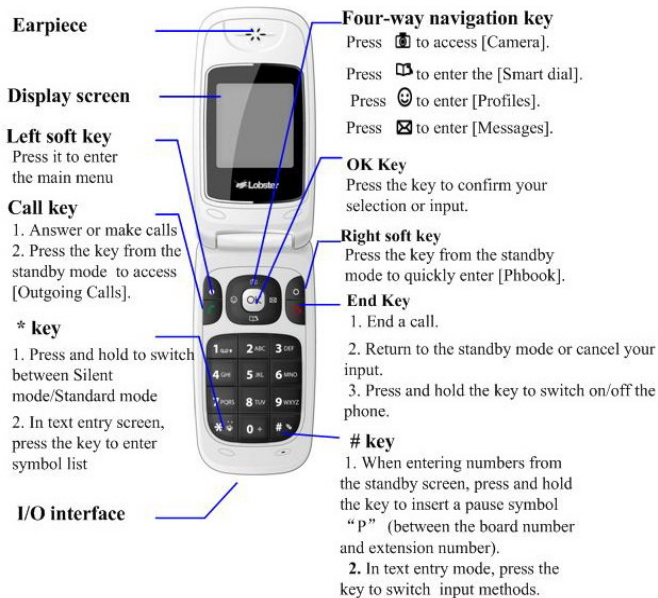 Earpiece
Display screen
Left soft key
Press it to enter
the main menu
Call key
1. Answer or make calls
2. Press the key from the
standby mode to access
[Outgoing Calls].
* key
1. Press and hold to switch
between Silent
mode/Standard mode
2. In text entry screen,
press the key to enter
symbol list
I/O interface
Lobster
OK
1
2 ABC
3 DEF
4 GHI
5 JKL
6 MNO
7 PQRS
8 TUV
9 WXYZ
*
0 +
#
Four-way navigation key
Press to access [Camera].
Press to enter the [Smart dial].
Press to enter [Profiles].
Press to enter [Messages].
OK Key
Press the key to confirm your
selection or input.
Right soft key
Press the key from the standby
mode to quickly enter [Phbook].
End Key
1. End a call.
2. Return to the standby mode or cancel your
input.
3. Press and hold the key to switch on/off the
phone.
# key
1. When entering numbers from
the standby screen, press and hold
the key to insert a pause symbol
“P” (between the board number
and extension number).
2. In text entry mode, press the
key to switch input methods.